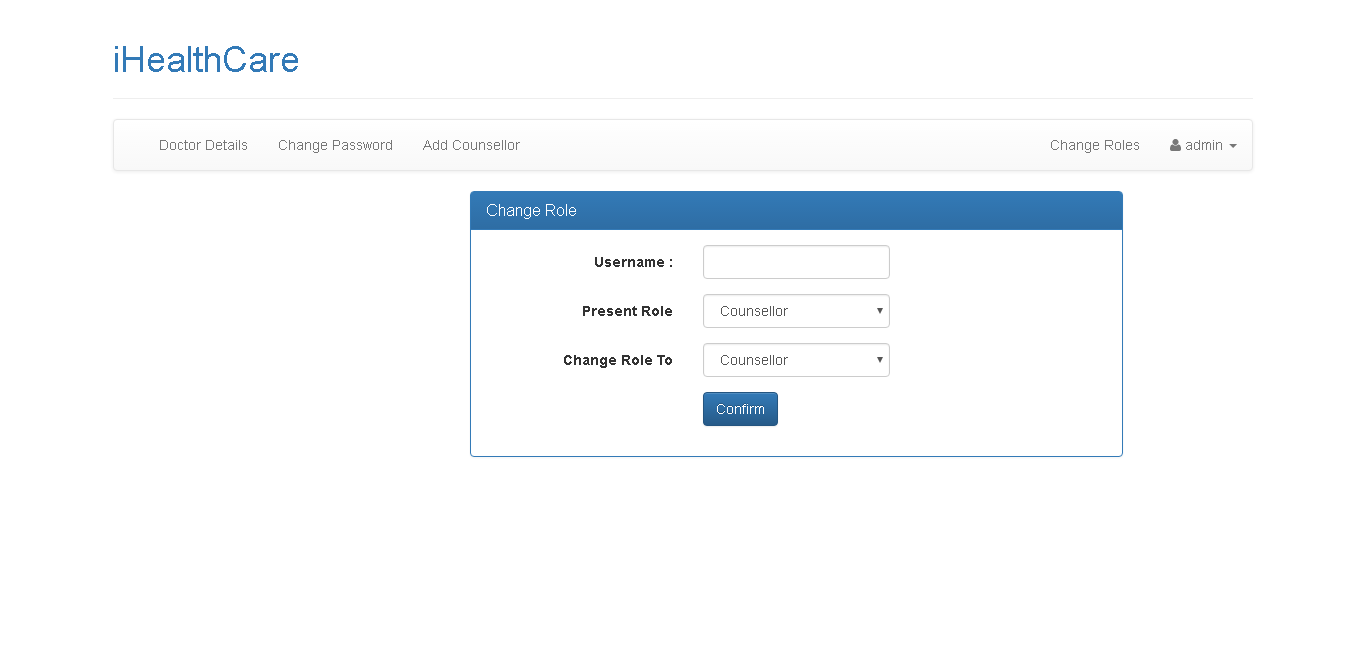 iHealthCare
Doctor Details Change Password Add Counsellor Change Roles admin
Change Role
Username :
Present Role Counsellor
Change Role To Counsellor
Confirm